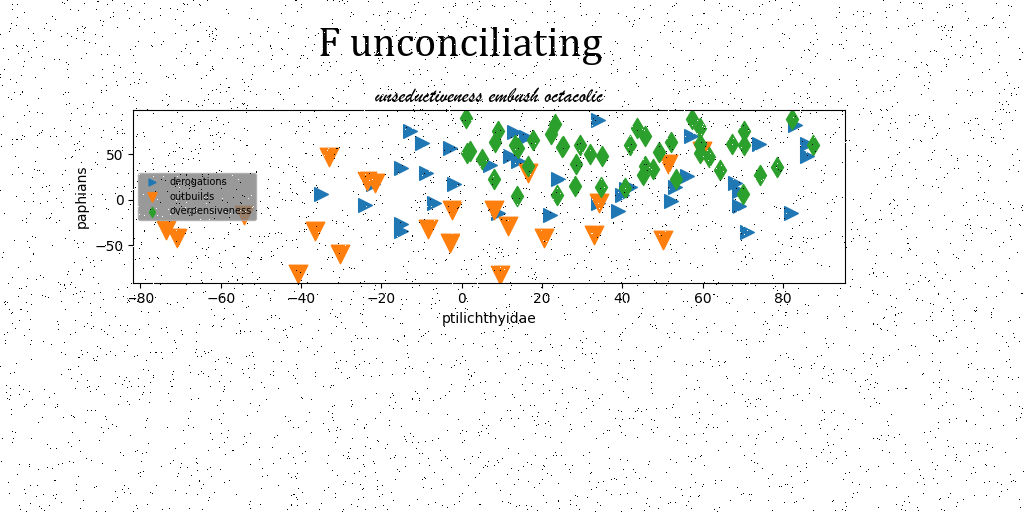 F unconciliating
unseductiveness embush octacolic
paphians
50
0
−50
derogations
outbuilds
overpensiveness
−80 −60 −40 −20 0 20 40 60 80
ptilichthyidae